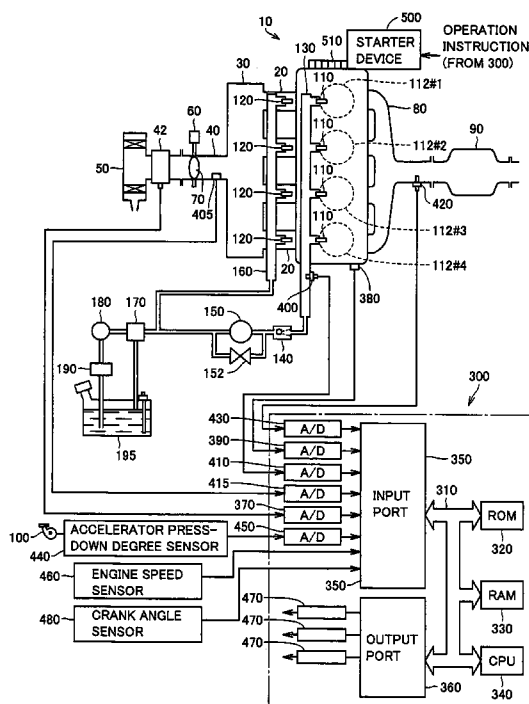 10
500
STARTER
DEVICE
OPERATION
INSTRUCTION
(FROM 300)
510
30
20
130
110
112#1
60
42
40
120
110
80
90
50
120
112#2
110
70
405
120
110
420
112#3
120
112#4
160
20
400
380
180
170
150
190
152
140
195
300
430
A/D
390
A/D
410
A/D
415
A/D
370
A/D
450
A/D
350
INPUT
PORT
310
ROM
320
100
440
ACCELERATOR PRESS-
DOWN DEGREE SENSOR
460
ENGINE SPEED
SENSOR
350
RAM
330
480
CRANK ANGLE
SENSOR
470
470
470
OUTPUT
PORT
360
CPU
340